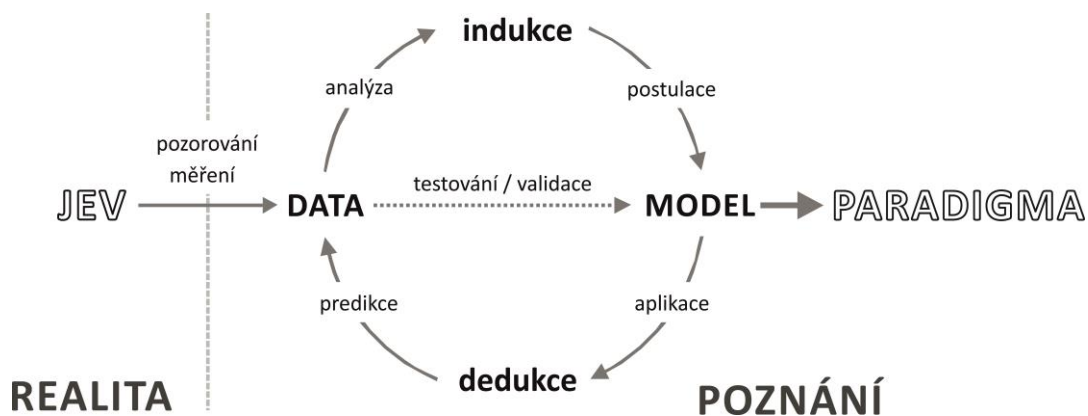 indukce
analýza
postulace
pozorování
měření
testování / validace
JEV
DATA
MODEL
PARADIGMA
predikce
aplikace
dedukce
REALITA
POZNÁNÍ